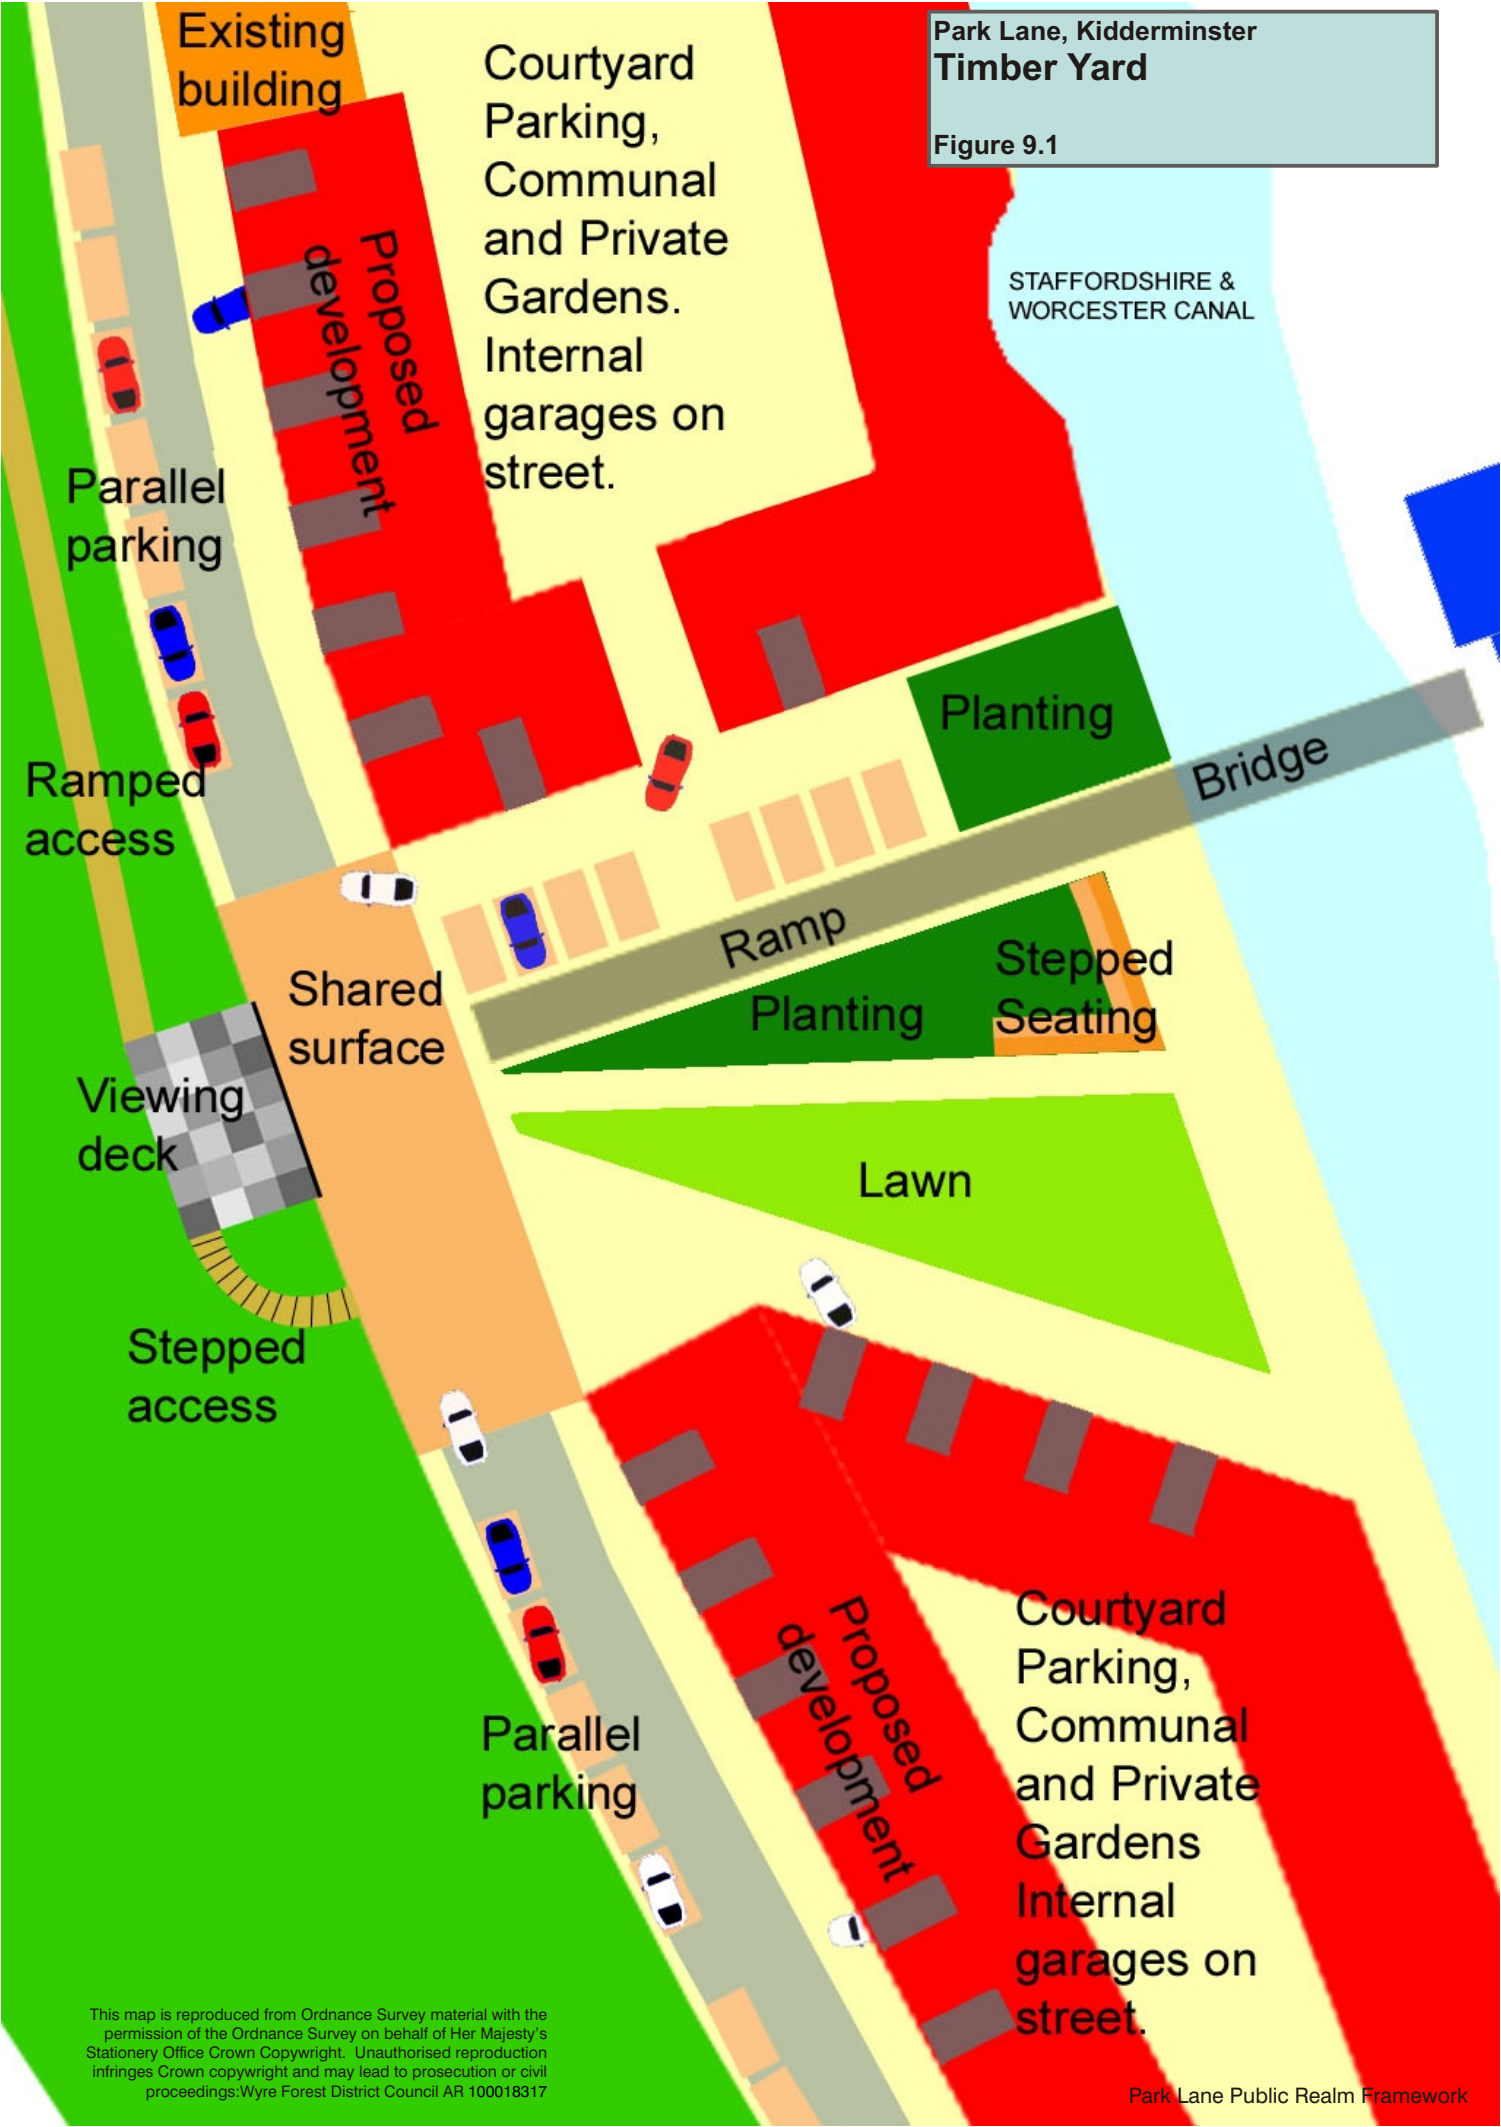 Existing
building
Courtyard
Parking,
Communal
and Private
Gardens.
Internal
garages on
street.
Park Lane, Kidderminster
Timber Yard
Figure 9.1
STAFFORDSHIRE &
WORCESTER CANAL
Proposed
development
Parallel
parking
Ramped
access
Planting
Bridge
Ramp
Shared
surface
Planting
Stepped
Seating
Viewing
deck
Lawn
Stepped
access
Proposed
development
Parallel
parking
Courtyard
Parking,
Communal
and Private
Gardens
Internal
garages on
street.
This map is reproduced from Ordnance Survey material with the
permission of the Ordnance Survey on behalf of Her Majesty's
Stationery Office Crown Copywright.  Unauthorised reproduction
infringes Crown copywright and may lead to prosecution or civil
proceedings:Wyre Forest District Council AR 100018317
Park Lane Public Realm Framework